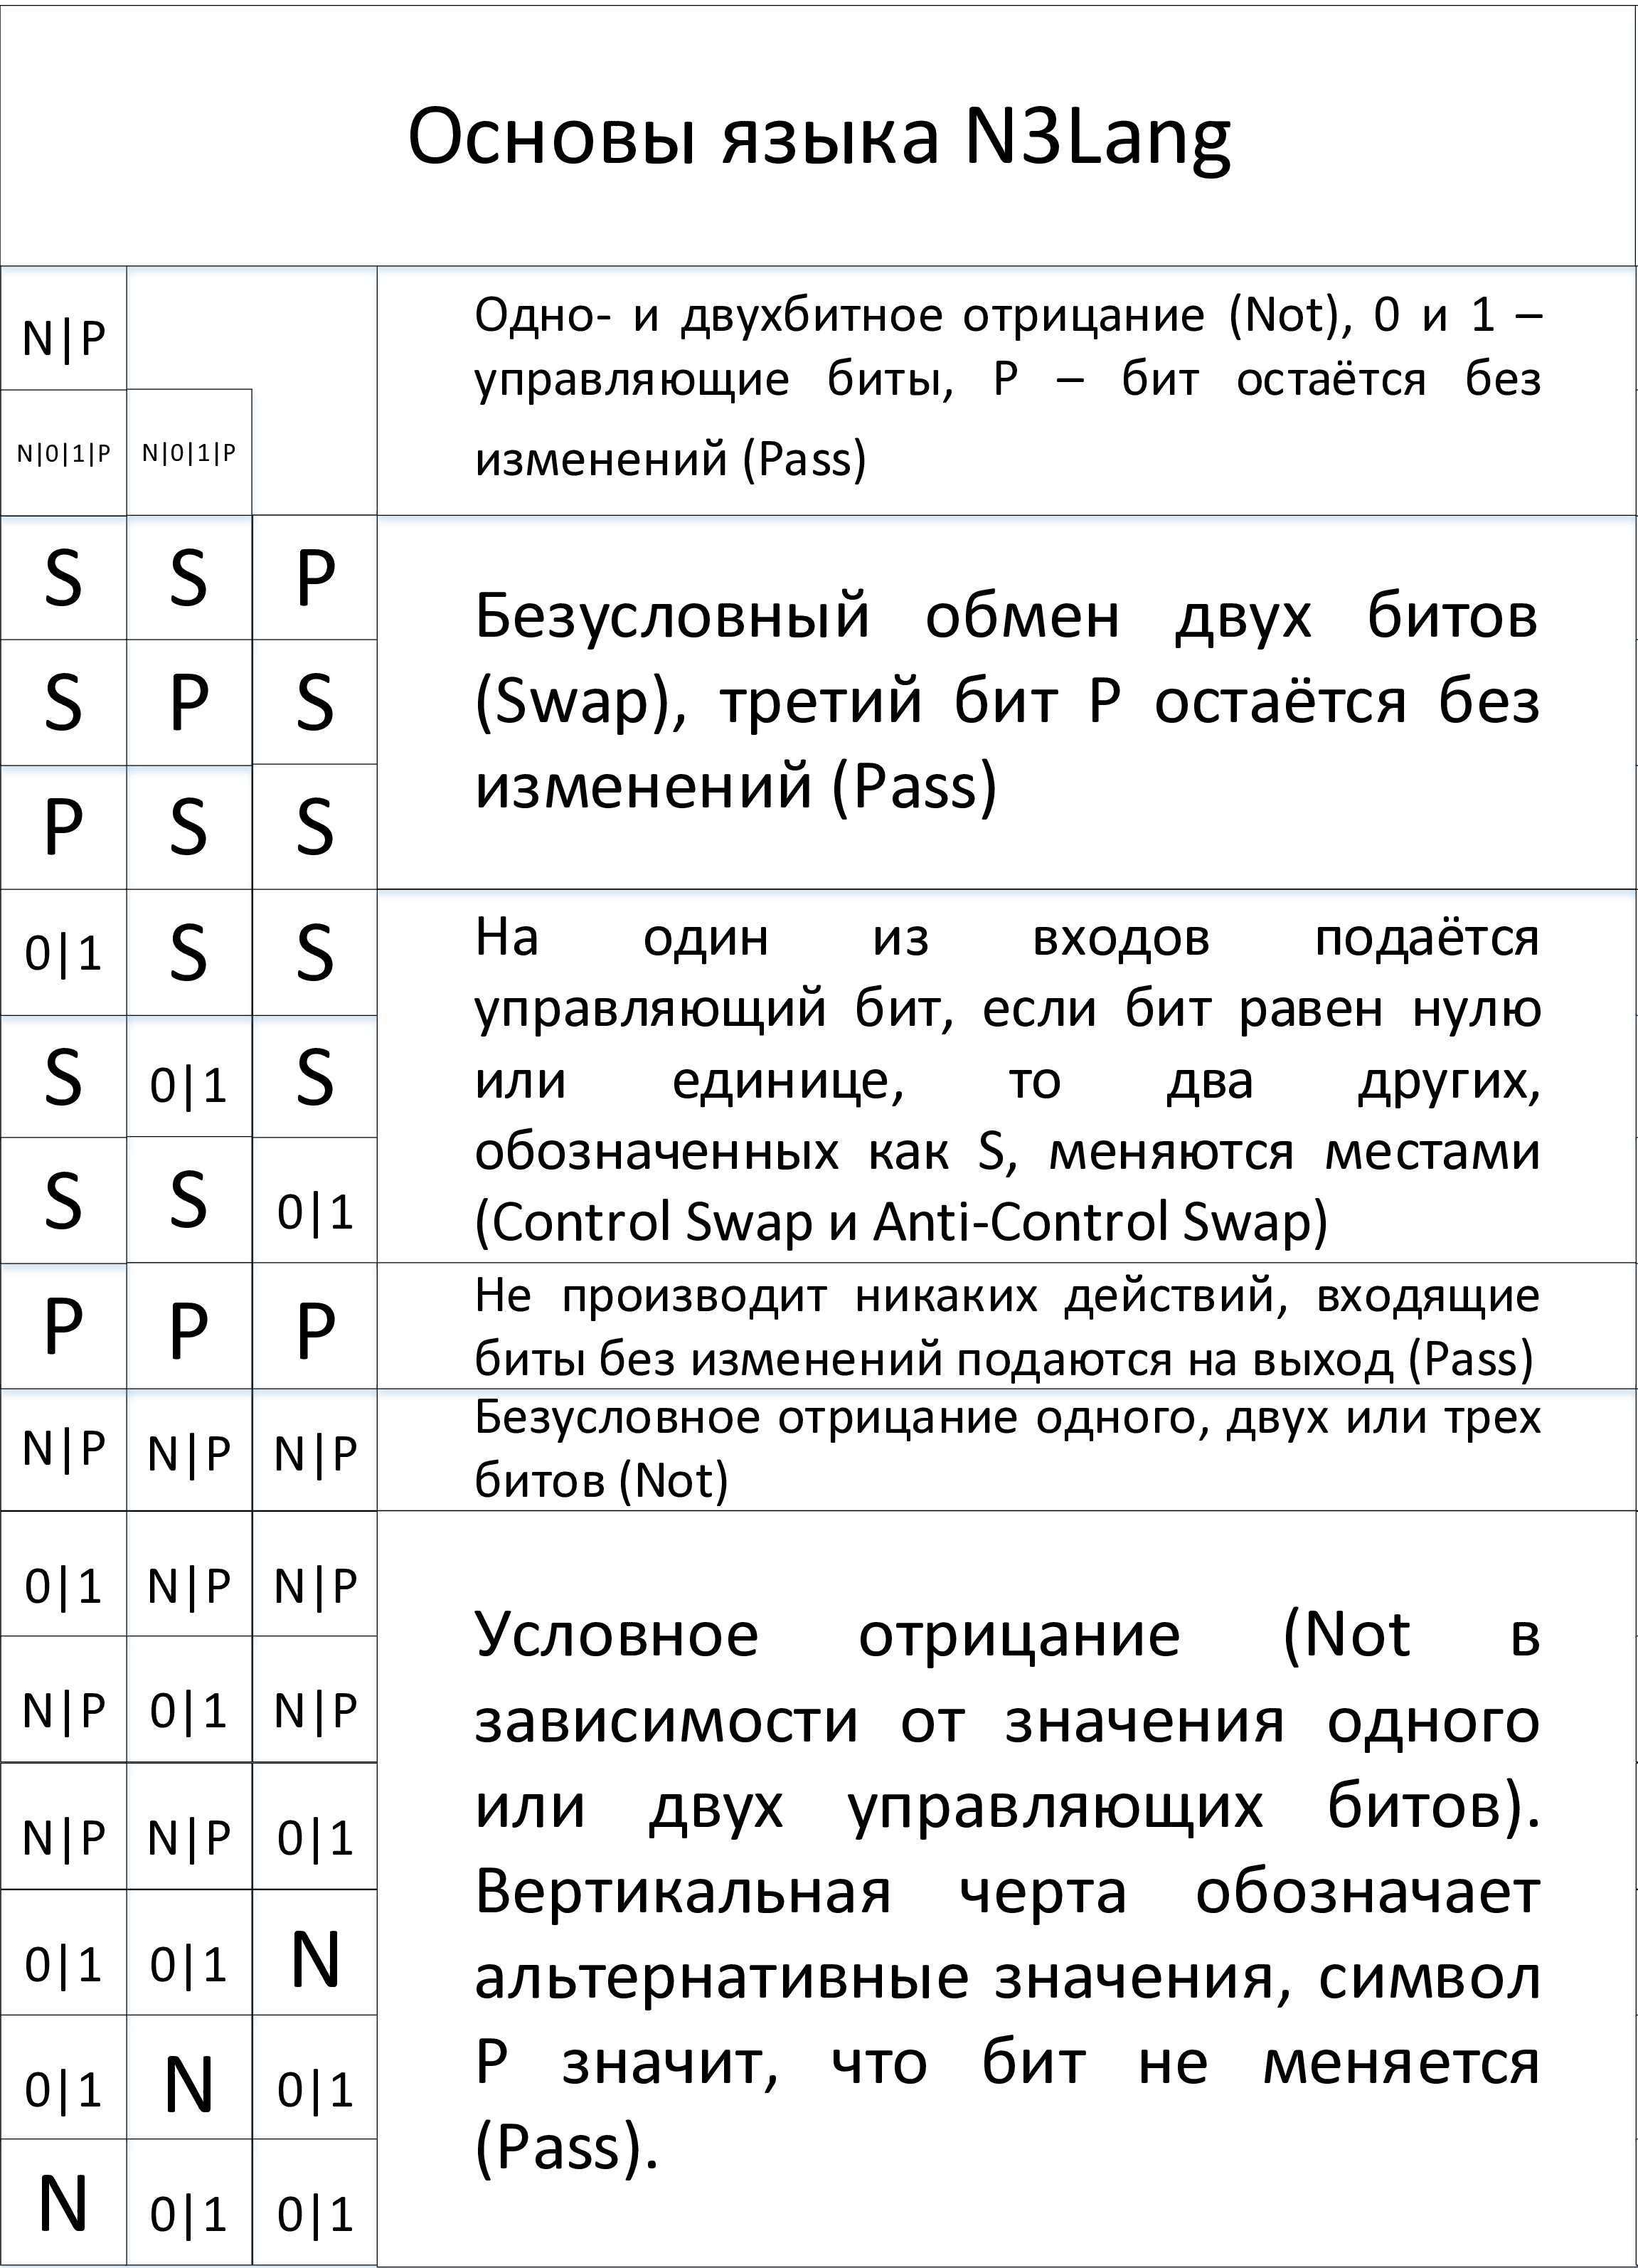 Основы языка N3Lang
N|P
N|0|1|P N|0|1|P
Одно- и двухбитное отрицание (Not), 0 и 1 –
управляющие биты, P – бит остаётся без
изменений (Pass)
S S P
S P S
P S S
Безусловный обмен двух битов
(Swap), третий бит P остаётся без
изменений (Pass)
0|1 S S
S 0|1 S
S S 0|1
На один из входов подаётся
управляющий бит, если бит равен нулю
или единице, то два других,
обозначенных как S, меняются местами
(Control Swap и Anti-Control Swap)
P P P
Не производит никаких действий, входящие
биты без изменений подаются на выход (Pass)
N|P N|P N|P
Безусловное отрицание одного, двух или трех
битов (Not)
0|1 N|P N|P
N|P 0|1 N|P
N|P N|P 0|1
0|1 0|1 N
0|1 N 0|1
N 0|1 0|1
Условное отрицание (Not в
зависимости от значения одного
или двух управляющих битов).
Вертикальная черта обозначает
альтернативные значения, символ
P значит, что бит не меняется
(Pass).